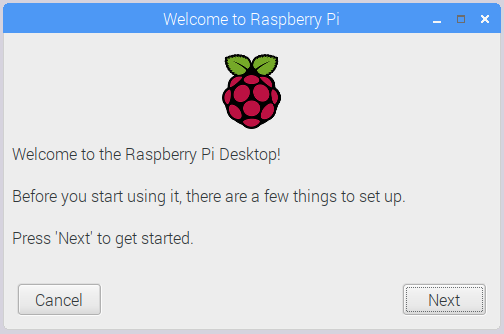 Welcome to Raspberry Pi
Welcome to the Raspberry Pi Desktop!
Before you start using it, there are a few things to set up.
Press 'Next' to get started.
Cancel
Next